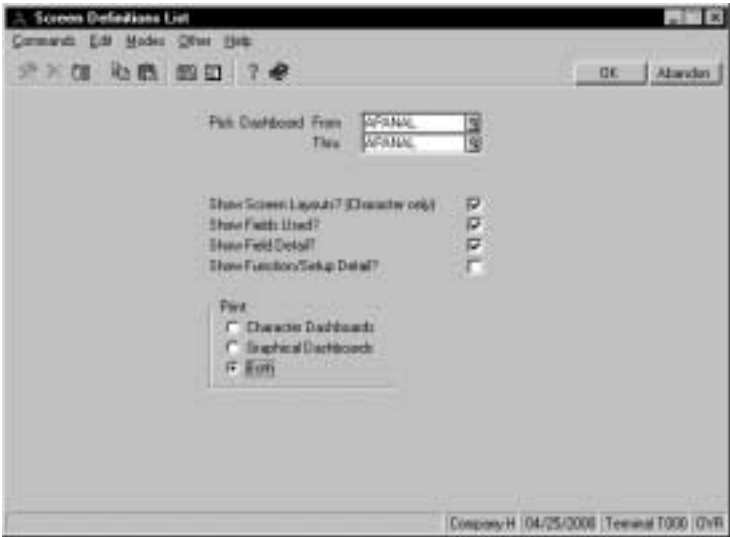 Screen Definitions List
Commands Edit Modes Other Help
OK Abandon
Pick Dashboard From APANAL
Thru APANAL
Show Screen Layouts? (Character only)
Show Fields Used?
Show Field Detail?
Show Function/Setup Detail?
Print
Character Dashboards
Graphical Dashboards
Both
Company H 04/25/2000 Terminal T000 OVR